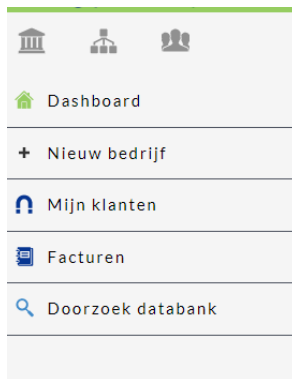 Dashboard
Nieuw bedrijf
Mijn klanten
Facturen
Doorzoek databank